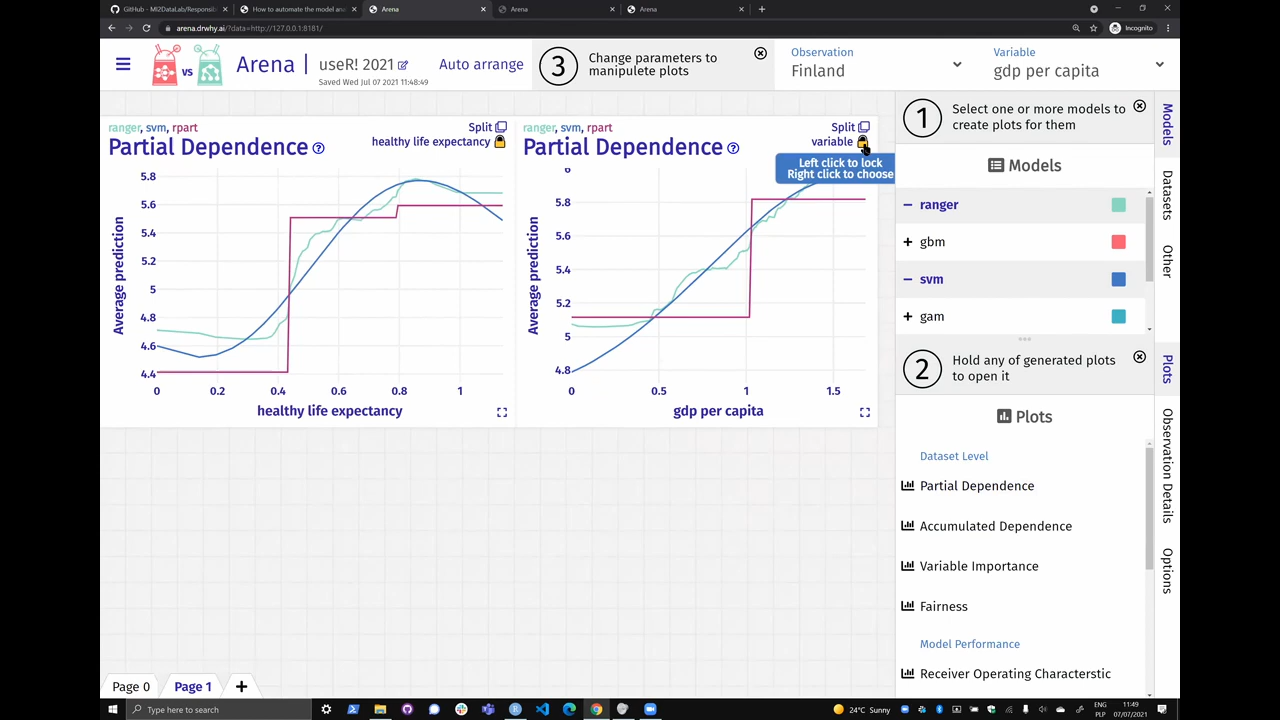 GitHub - MI2DataLab/Responsib
How to automate the model ana
Arena
Arena
Arena
arena.drwhy.ai/?data=http://127.0.0.1:8181/
Incognito
vs
Arena
useR! 2021
Saved Wed Jul 07 2021 11:48:49
Auto arrange
3
Change parameters to
manipulete plots
Observation
Finland
Variable
gdp per capita
ranger, svm, rpart
Split
Partial Dependence
healthy life expectancy
5.8
5.6
5.4
5.2
5
4.8
4.6
4.4
Average prediction
0
0.2
0.4
0.6
0.8
1
healthy life expectancy
ranger, svm, rpart
Split
Partial Dependence
variable
Left click to lock
Right click to choose
6
5.8
5.6
5.4
5.2
5
4.8
Average prediction
0
0.5
1
1.5
gdp per capita
1
Select one or more models to
create plots for them
Models
ranger
gbm
svm
gam
2
Hold any of generated plots
to open it
Plots
Dataset Level
Partial Dependence
Accumulated Dependence
Variable Importance
Fairness
Model Performance
Receiver Operating Characterstic
Models
Datasets
Other
Plots
Observation Details
Options
Page 0
Page 1
Type here to search
24°C Sunny
ENG
PLP
11:49
07/07/2021